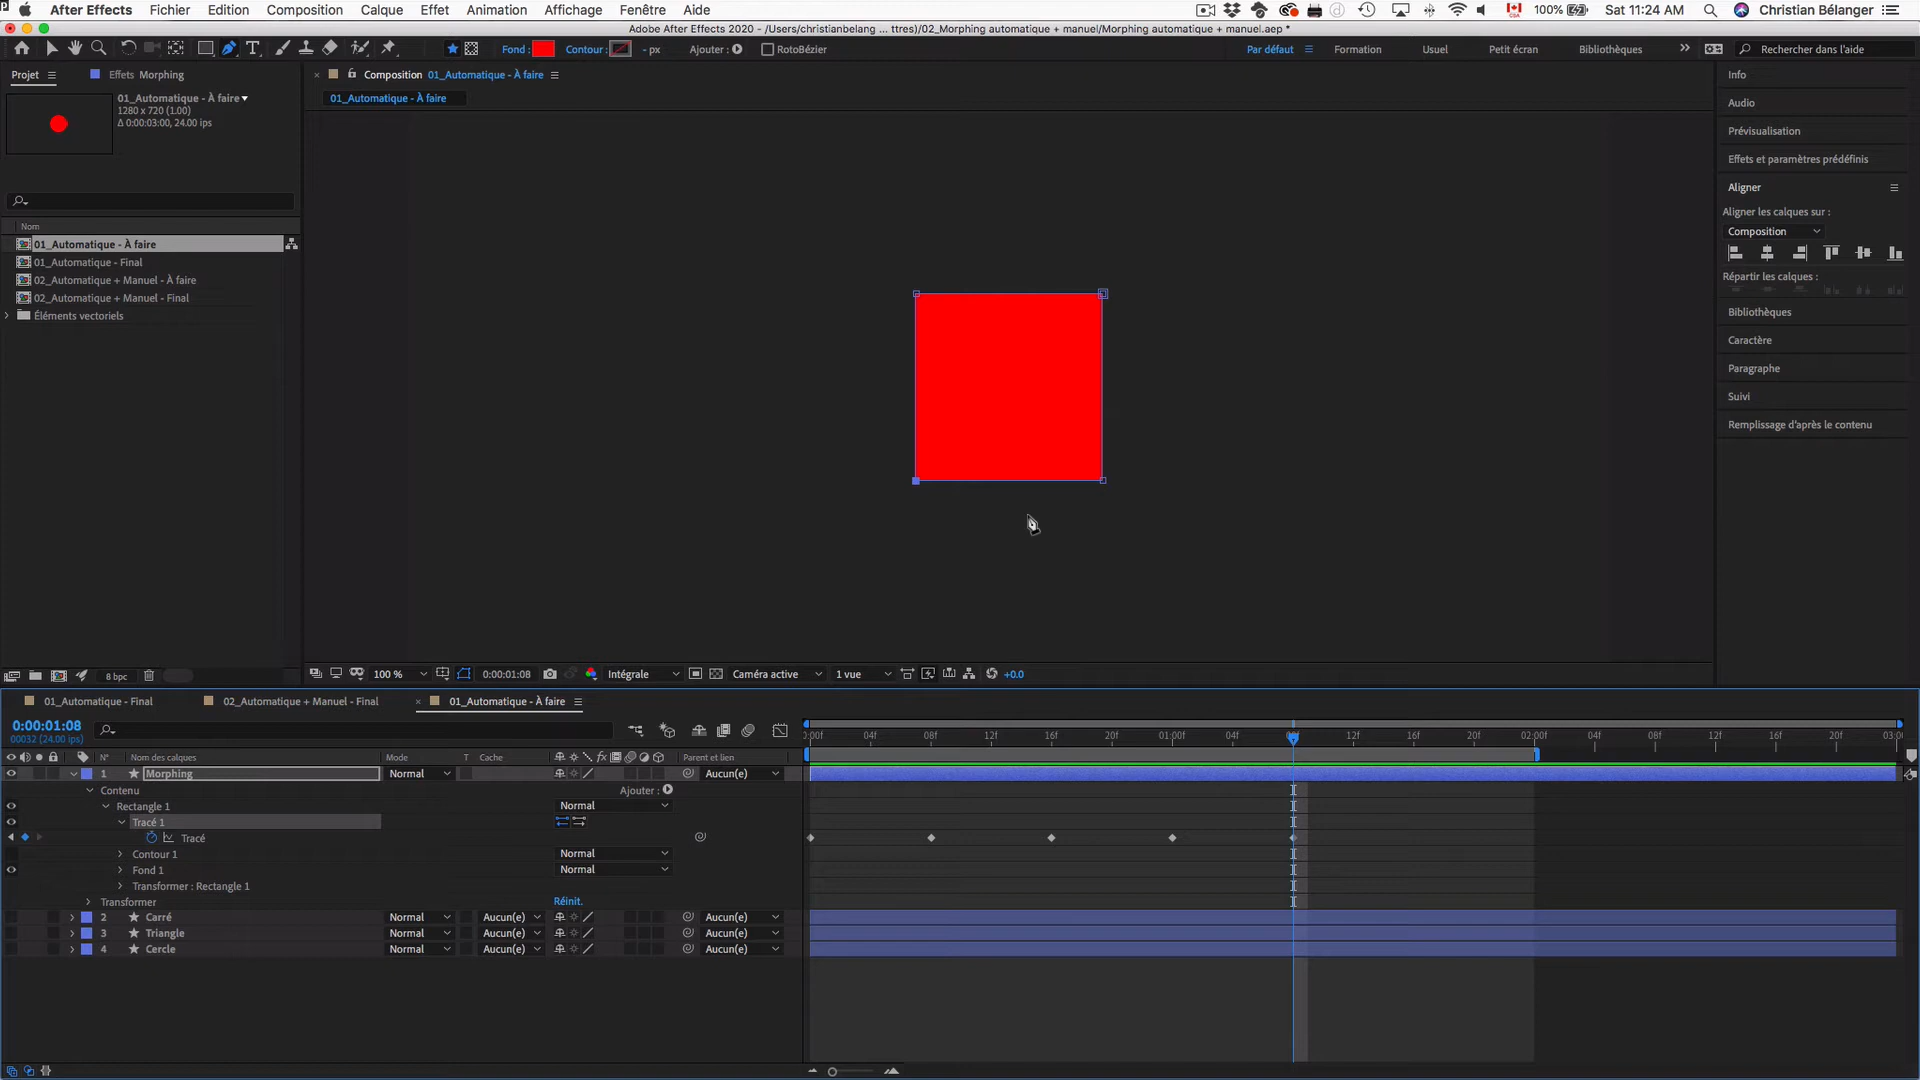 After Effects Fichier Edition Composition Calque Effet Animation Affichage Fenêtre Aide 100% Sat 11:24 AM Christian Bélanger
Adobe After Effects 2020 - /Users/christianbelang ... ttres)/02_Morphing automatique + manuel/Morphing automatique + manuel.aep *
Fond : Contour : - px Ajouter : RotoBézier Par défaut Formation Usuel Petit écran Bibliothèques Rechercher dans l'aide
Projet Effets Morphing
Composition 01_Automatique - À faire
01_Automatique - À faire
01_Automatique - À faire
1280 x 720 (1.00)
Δ 0:00:03:00, 24.00 ips
Nom
01_Automatique - À faire
01_Automatique - Final
02_Automatique + Manuel - À faire
02_Automatique + Manuel - Final
Éléments vectoriels
Info
Audio
Prévisualisation
Effets et paramètres prédéfinis
Aligner
Aligner les calques sur :
Composition
Répartir les calques :
Bibliothèques
Caractère
Paragraphe
Suivi
Remplissage d'après le contenu
8 bpc
100 % 0:00:01:08 Intégrale Caméra active 1 vue +0.0
01_Automatique - Final 02_Automatique + Manuel - Final 01_Automatique - À faire
0:00:01:08
00032 (24.00 ips)
0:00f 04f 08f 12f 16f 20f 01:00f 04f 12f 16f 20f 02:00f 04f 08f 12f 16f 20f 03:00
N° Nom des calques Mode T Cache Parent et lien
1 Morphing Normal Aucun(e)
Contenu Ajouter :
Rectangle 1 Normal
Tracé 1
Tracé
Contour 1 Normal
Fond 1 Normal
Transformer : Rectangle 1
Transformer Réinit.
2 Carré Normal Aucun(e) Aucun(e)
3 Triangle Normal Aucun(e) Aucun(e)
4 Cercle Normal Aucun(e) Aucun(e)